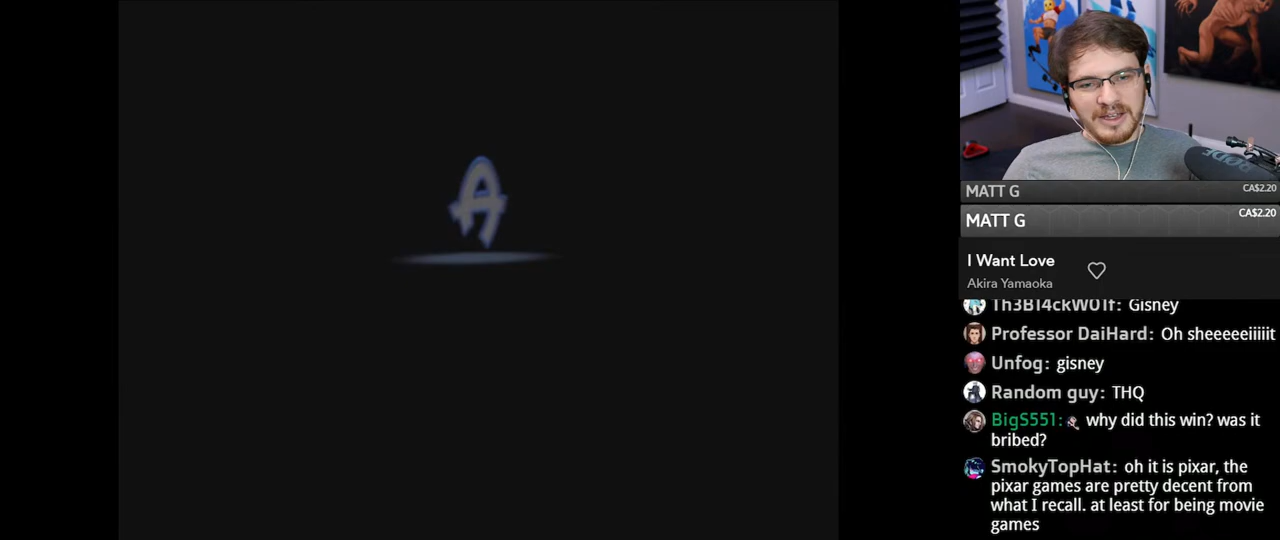 A
RODE
MATT G CA$2.20
MATT G CA$2.20
I Want Love
Akira Yamaoka
Th3Bl4ckW01f: Gisney
Professor DaiHard: Oh sheeeeeiiiiit
Unfog: gisney
Random guy: THQ
BigS551: why did this win? was it
bribed?
SmokyTopHat: oh it is pixar, the
pixar games are pretty decent from
what I recall. at least for being movie
games